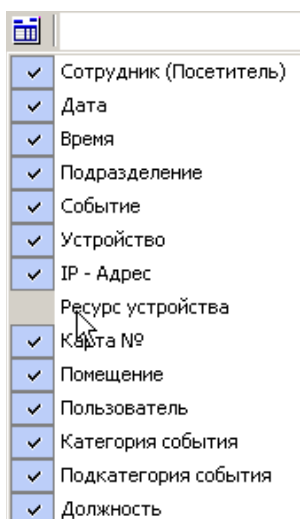 Сотрудник (Посетитель)
Дата
Время
Подразделение
Событие
Устройство
IP - Адрес
Ресурс устройства
Карта №
Помещение
Пользователь
Категория события
Подкатегория события
Должность